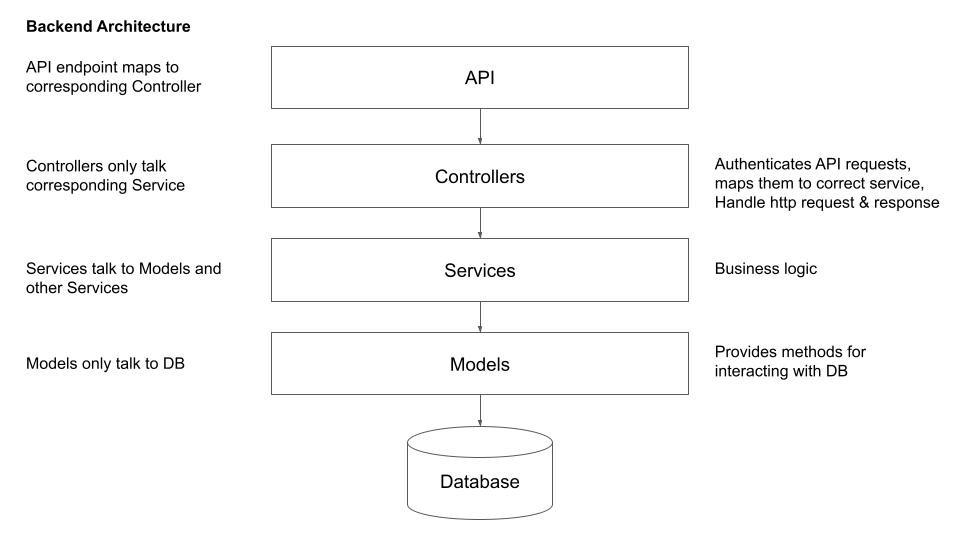 Backend Architecture
API endpoint maps to
corresponding Controller
API
Controllers only talk
corresponding Service
Controllers
Authenticates API requests,
maps them to correct service,
Handle http request & response
Services talk to Models and
other Services
Services
Business logic
Models only talk to DB
Models
Provides methods for
interacting with DB
Database